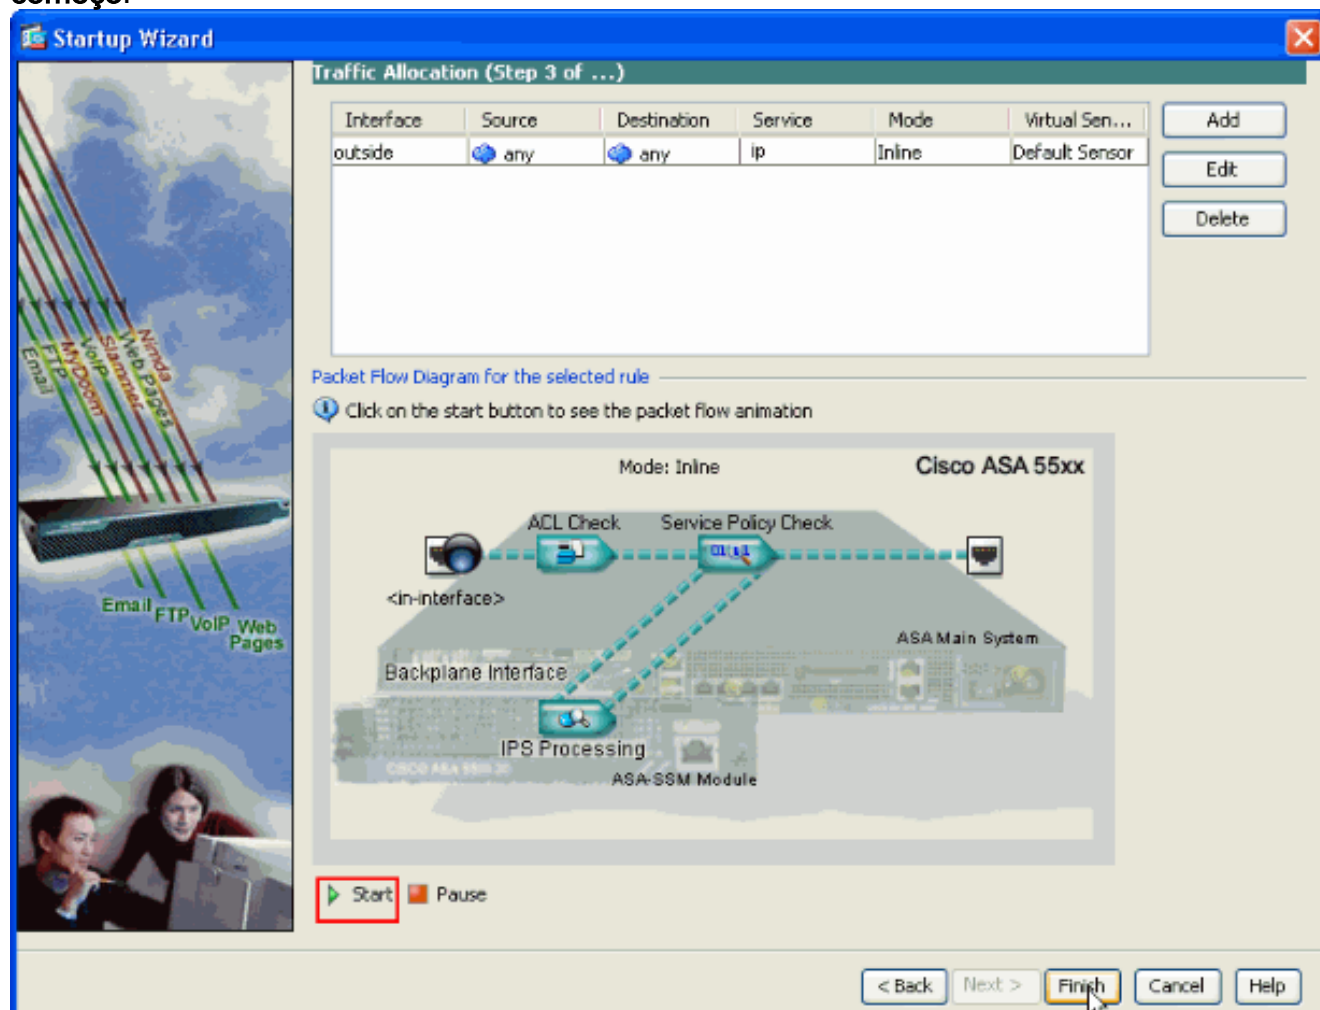 começo.
Startup Wizard
Traffic Allocation (Step 3 of ...)
Interface Source Destination Service Mode Virtual Sen...
outside any any ip Inline Default Sensor
Add
Edit
Delete
Nimda
Web Pages
Slammer
VoIP
MyDoom
FTP
Email
Email
FTP
VoIP
Web
Pages
Packet Flow Diagram for the selected rule
Click on the start button to see the packet flow animation
Mode: Inline
Cisco ASA 55xx
ACL Check
Service Policy Check
<in-interface>
ASA Main System
Backplane Interface
IPS Processing
ASA-SSM Module
Start
Pause
< Back
Next >
Finish
Cancel
Help